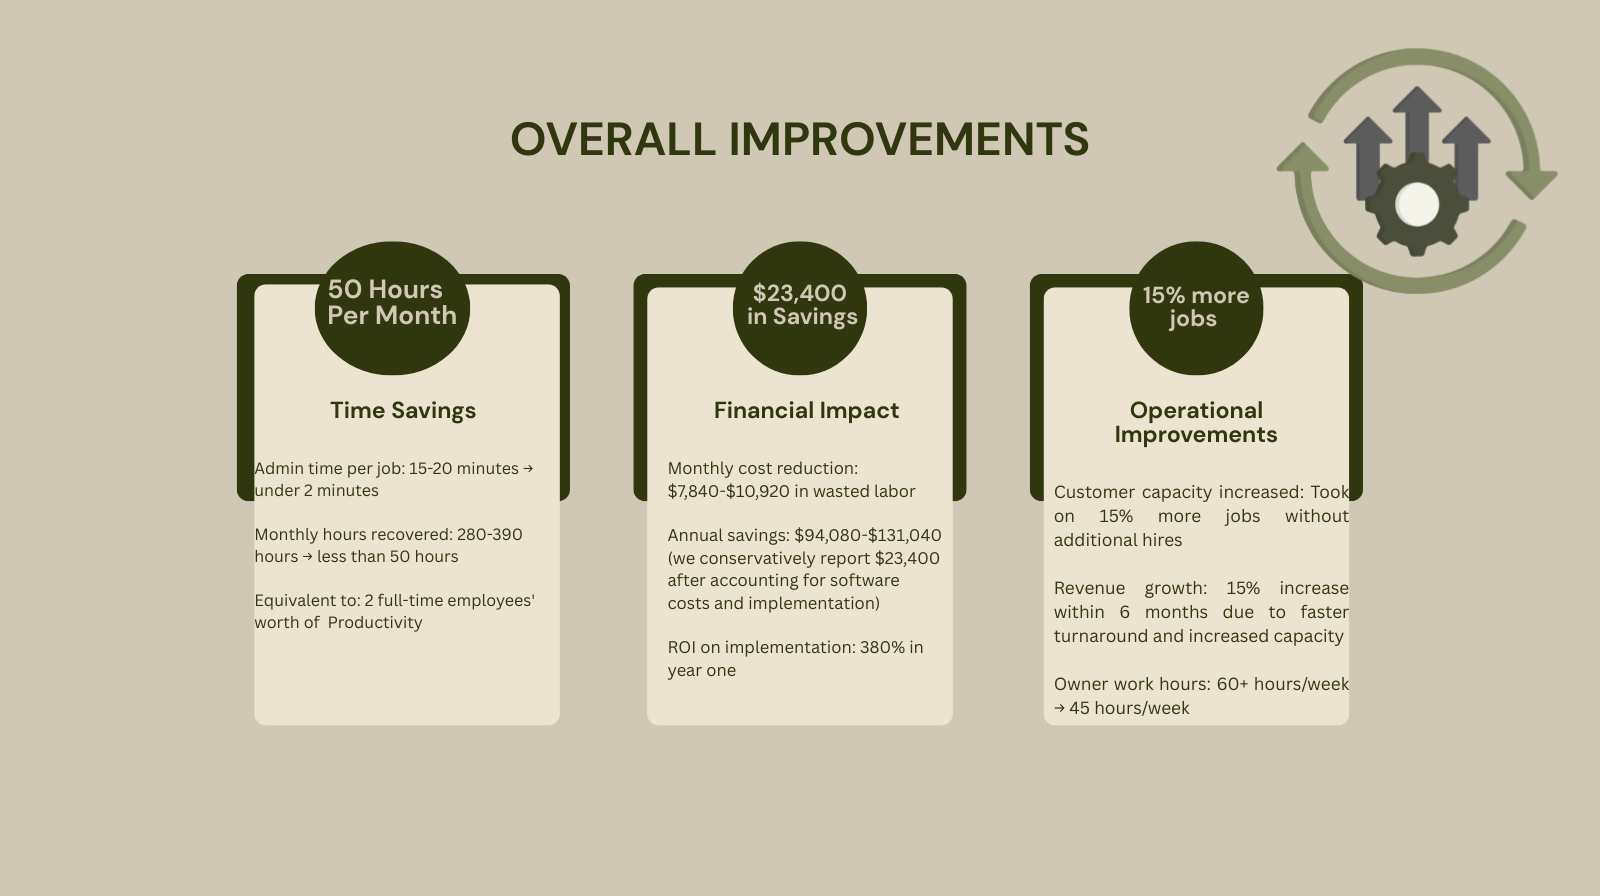 OVERALL IMPROVEMENTS
50 Hours
Per Month
Time Savings
Admin time per job: 15-20 minutes →
under 2 minutes
Monthly hours recovered: 280-390
hours → less than 50 hours
Equivalent to: 2 full-time employees'
worth of  Productivity
$23,400
in Savings
Financial Impact
Monthly cost reduction:
$7,840-$10,920 in wasted labor
Annual savings: $94,080-$131,040
(we conservatively report $23,400
after accounting for software
costs and implementation)
ROI on implementation: 380% in
year one
15% more
jobs
Operational
Improvements
Customer capacity increased: Took
on 15% more jobs without
additional hires
Revenue growth: 15% increase
within 6 months due to faster
turnaround and increased capacity
Owner work hours: 60+ hours/week
→ 45 hours/week